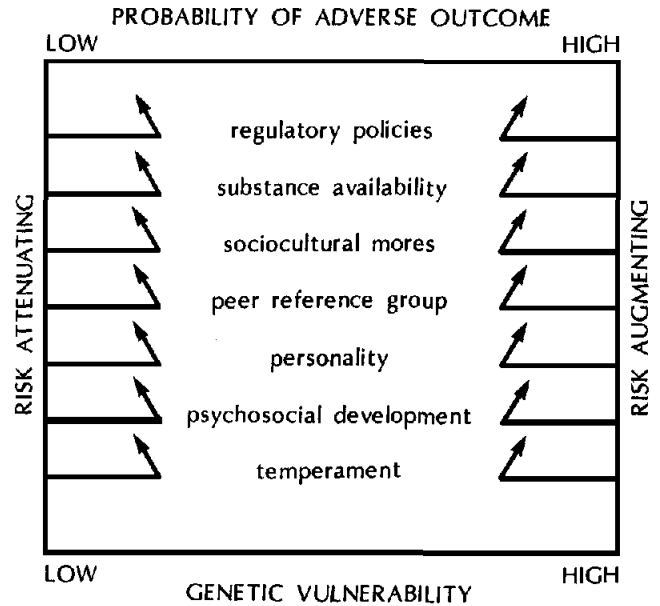 PROBABILITY OF ADVERSE OUTCOME
LOW HIGH
regulatory policies
substance availability
sociocultural mores
peer reference group
personality
psychosocial development
temperament
RISK ATTENUATING
RISK AUGMENTING
LOW HIGH
GENETIC VULNERABILITY